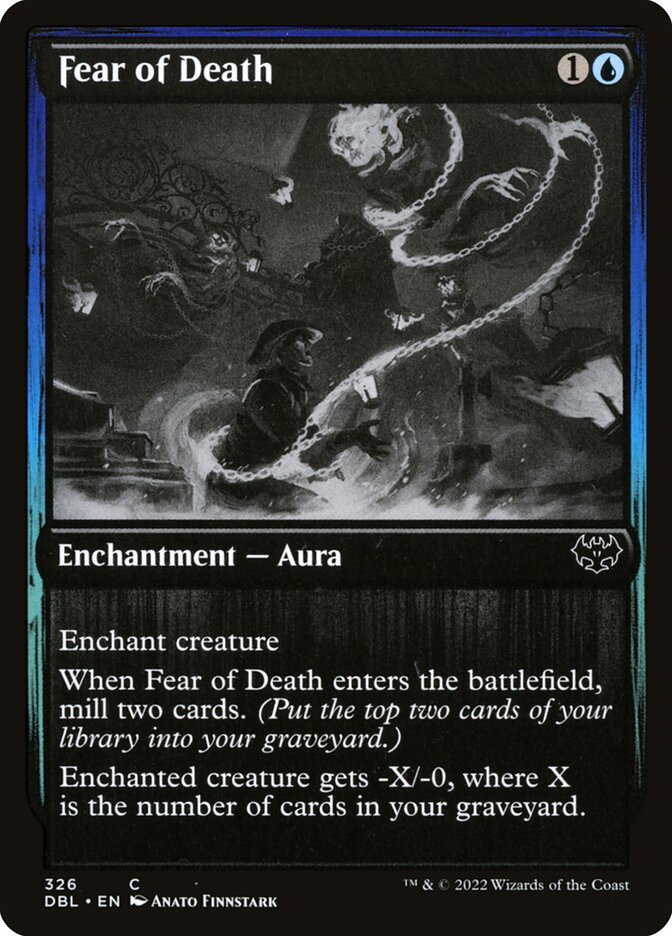 Fear of Death
1
Enchantment — Aura
Enchant creature
When Fear of Death enters the battlefield,
mill two cards. (Put the top two cards of your
library into your graveyard.)
Enchanted creature gets -X/-0, where X
is the number of cards in your graveyard.
326 C
DBL • EN Anato Finnstark
™ & © 2022 Wizards of the Coast